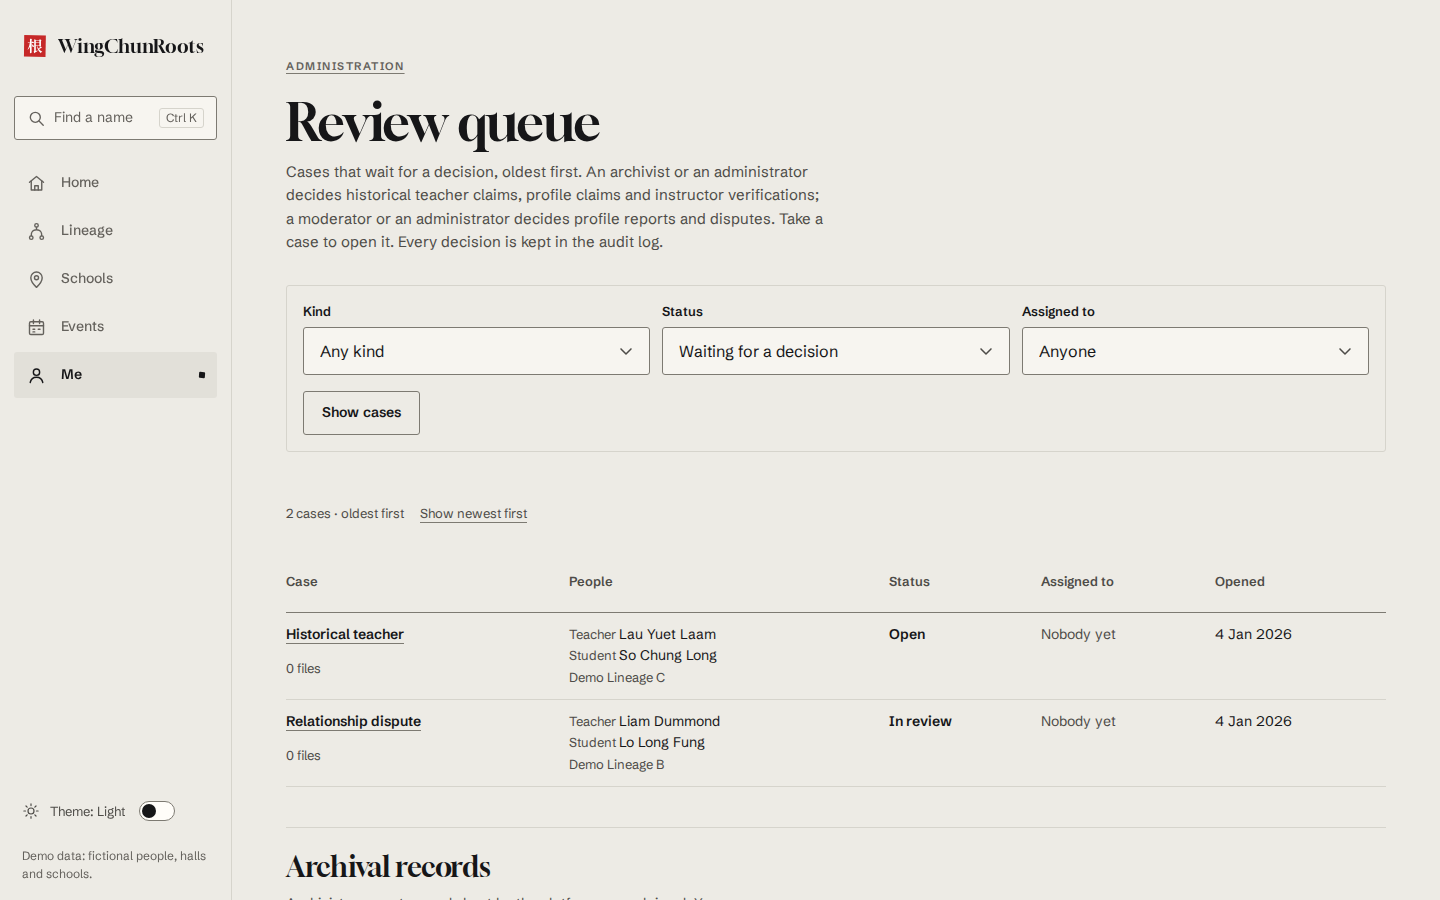 根 WingChunRoots
Find a name Ctrl K
Home
Lineage
Schools
Events
Me
Theme: Light
Demo data: fictional people, halls
and schools.
ADMINISTRATION
Review queue
Cases that wait for a decision, oldest first. An archivist or an administrator
decides historical teacher claims, profile claims and instructor verifications;
a moderator or an administrator decides profile reports and disputes. Take a
case to open it. Every decision is kept in the audit log.
Kind Status Assigned to
Any kind Waiting for a decision Anyone
Show cases
2 cases · oldest first Show newest first
Case People Status Assigned to Opened
Historical teacher Teacher Lau Yuet Laam Open Nobody yet 4 Jan 2026
Student So Chung Long
0 files Demo Lineage C
Relationship dispute Teacher Liam Dummond In review Nobody yet 4 Jan 2026
Student Lo Long Fung
0 files Demo Lineage B
Archival records